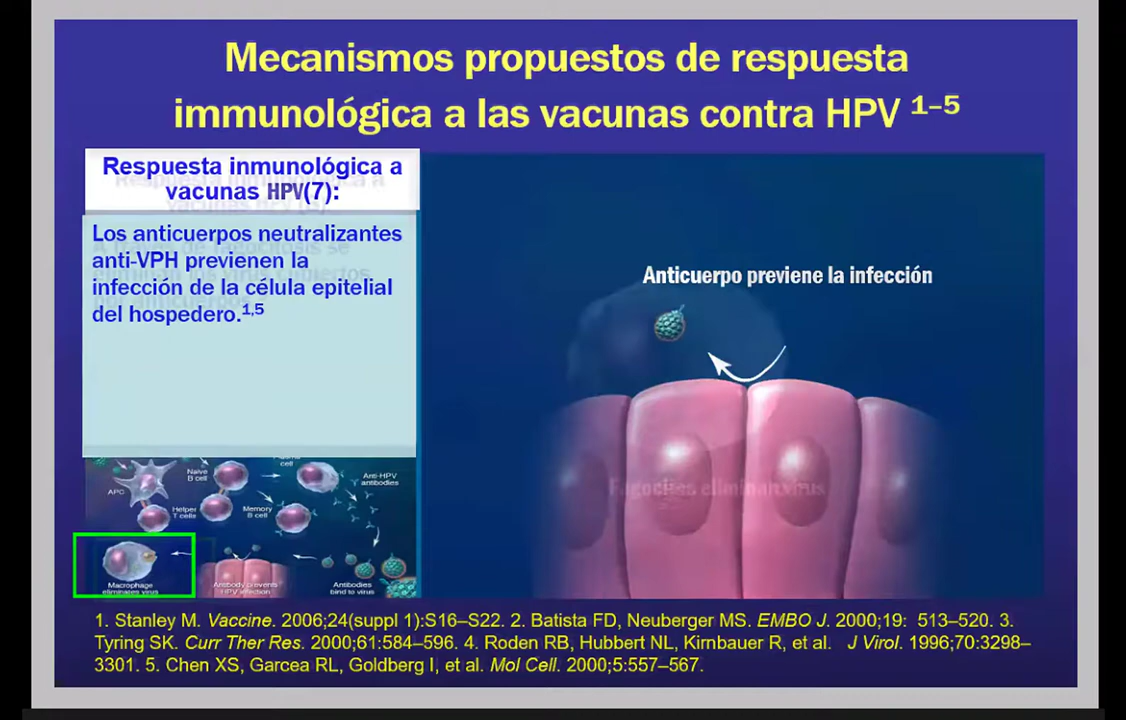 Mecanismos propuestos de respuesta
immunológica a las vacunas contra HPV 1–5
Respuesta inmunológica a
vacunas HPV(7):
Los anticuerpos neutralizantes
anti-VPH previenen la
infección de la célula epitelial
del hospedero.1,5
Anticuerpo previene la infección
Fagocitos eliminan virus
cell
Naive
B cell
Anti-HPV
antibodies
APC
Helper
T cells
Memory
B cell
Macrophage
eliminates virus
Antibody prevents
HPV infection
Antibodies
bind to virus
1. Stanley M. Vaccine. 2006;24(suppl 1):S16–S22. 2. Batista FD, Neuberger MS. EMBO J. 2000;19: 513–520. 3.
Tyring SK. Curr Ther Res. 2000;61:584–596. 4. Roden RB, Hubbert NL, Kirnbauer R, et al. J Virol. 1996;70:3298–
3301. 5. Chen XS, Garcea RL, Goldberg I, et al. Mol Cell. 2000;5:557–567.